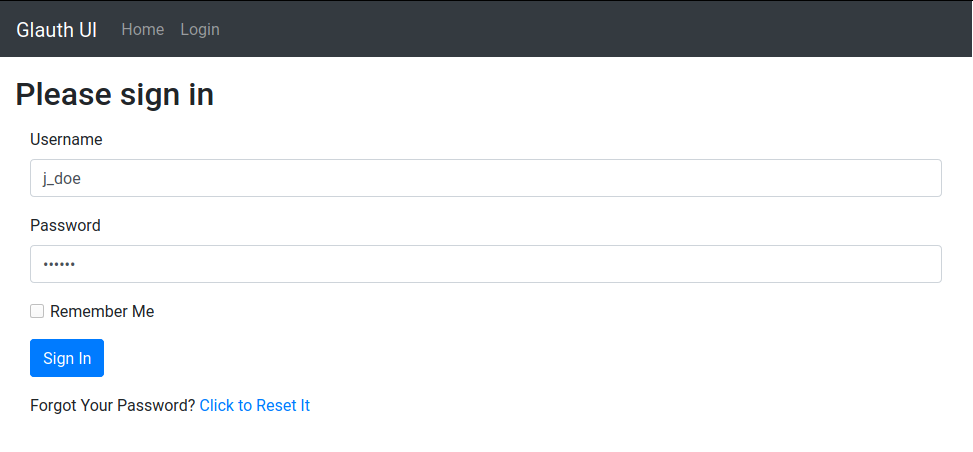 Glauth UI Home Login
Please sign in
Username
j_doe
Password
••••••
Remember Me
Sign In
Forgot Your Password? Click to Reset It